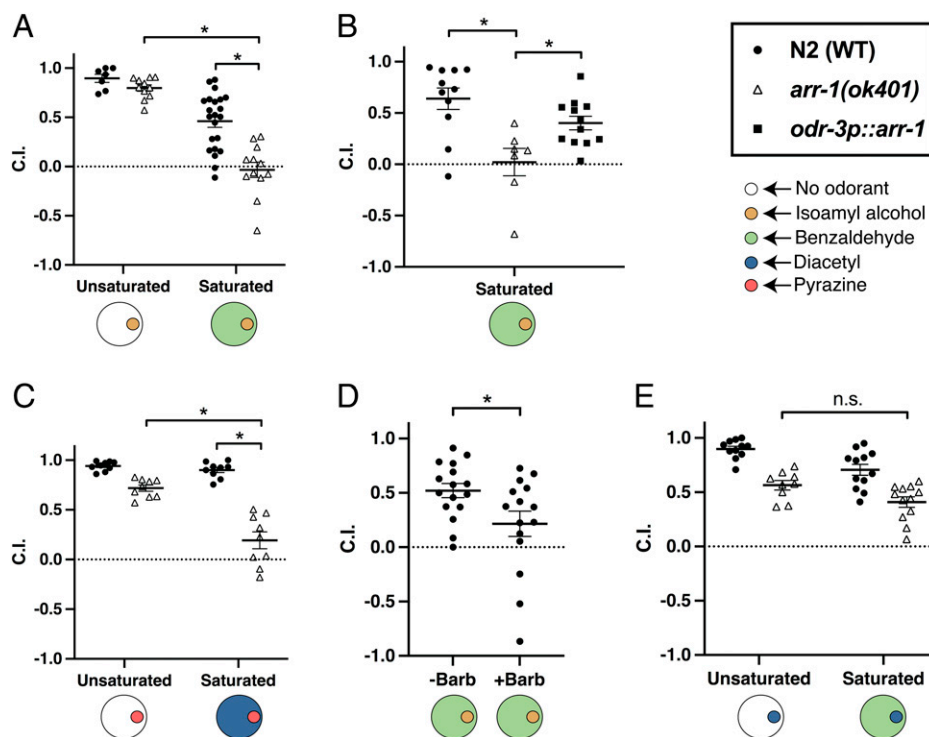 A
C.I.
1.0
0.5
0.0
0.5
-1.0
*
*
Unsaturated
Saturated
B
C.I.
1.0
0.5
0.0
0.5
-1.0
*
*
Saturated
N2 (WT)
arr-1(ok401)
odr-3p::arr-1
No odorant
Isoamyl alcohol
Benzaldehyde
Diacetyl
Pyrazine
C
C.I.
1.0
0.5
0.0
0.5
-1.0
*
*
Unsaturated
Saturated
D
C.I.
1.0
0.5
0.0
0.5
-1.0
*
-Barb
+Barb
E
C.I.
1.0
0.5
0.0
0.5
-1.0
n.s.
Unsaturated
Saturated